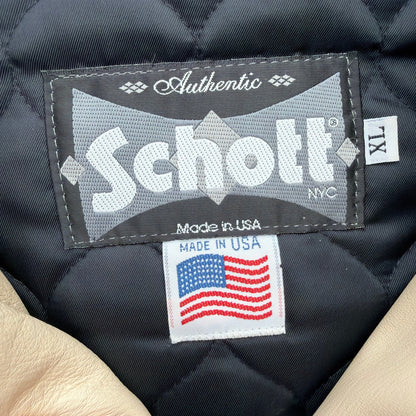 Authentic
Schott®
NYC
XL
Made in USA
MADE IN USA